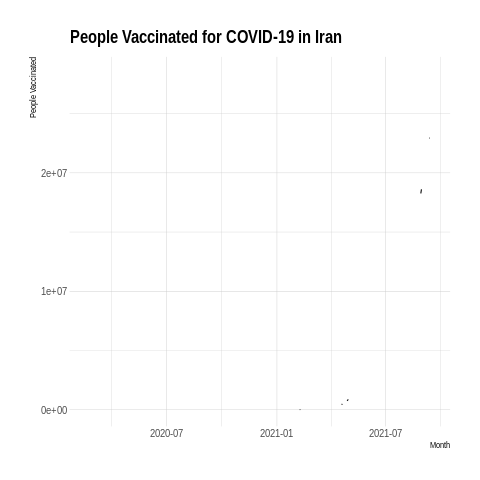 People Vaccinated for COVID-19 in Iran
People Vaccinated
2e+07
1e+07
0e+00
2020-07 2021-01 2021-07
Month